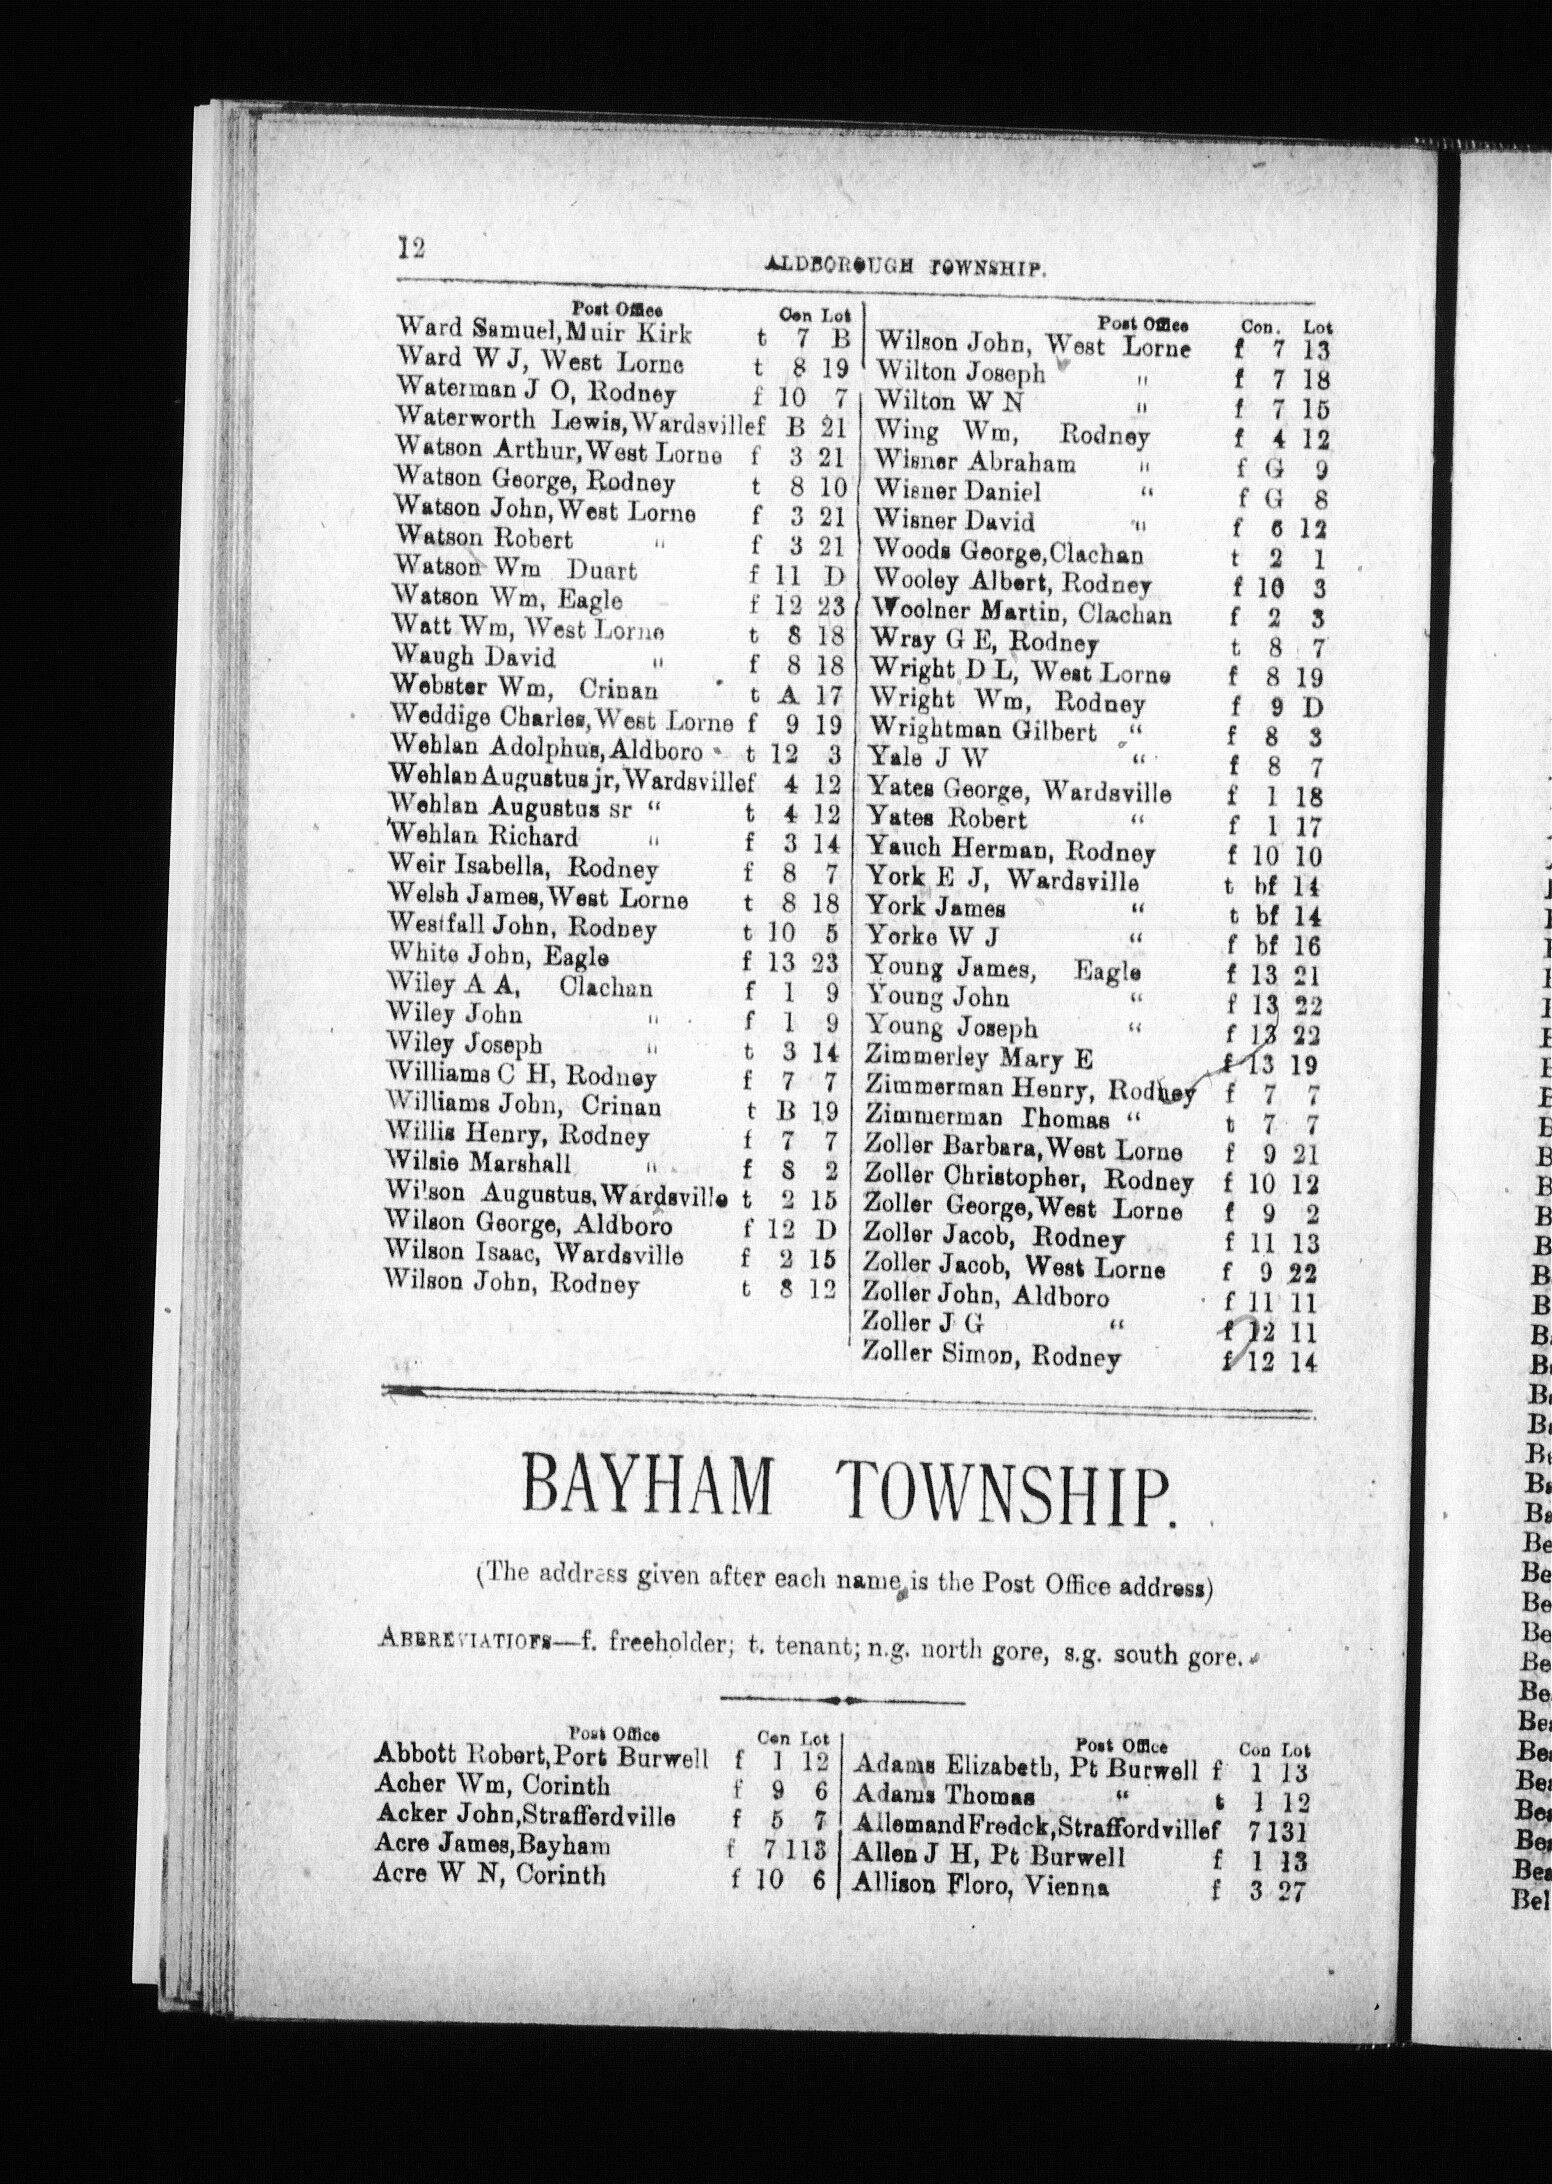 12
ALDBOROUGH TOWNSHIP.
Post Office Con Lot
Ward Samuel, Muir Kirk t 7 B
Ward W J, West Lorne t 8 19
Waterman J O, Rodney f 10 7
Waterworth Lewis, Wardsville f B 21
Watson Arthur, West Lorne f 3 21
Watson George, Rodney t 8 10
Watson John, West Lorne f 3 21
Watson Robert " f 3 21
Watson Wm Duart f 11 D
Watson Wm, Eagle f 12 23
Watt Wm, West Lorne t 8 18
Waugh David " f 8 18
Webster Wm, Crinan t A 17
Weddige Charles, West Lorne f 9 19
Wehlan Adolphus, Aldboro t 12 3
Wehlan Augustus jr, Wardsville f 4 12
Wehlan Augustus sr " t 4 12
Wehlan Richard " f 3 14
Weir Isabella, Rodney f 8 7
Welsh James, West Lorne t 8 18
Westfall John, Rodney t 10 5
White John, Eagle f 13 23
Wiley A A, Clachan f 1 9
Wiley John " f 1 9
Wiley Joseph " t 3 14
Williams C H, Rodney f 7 7
Williams John, Crinan t B 19
Willis Henry, Rodney f 7 7
Wilsie Marshall " f 8 2
Wilson Augustus, Wardsville t 2 15
Wilson George, Aldboro f 12 D
Wilson Isaac, Wardsville f 2 15
Wilson John, Rodney t 8 12
Post Office Con. Lot
Wilson John, West Lorne f 7 13
Wilton Joseph " f 7 18
Wilton W N " f 7 15
Wing Wm, Rodney f 4 12
Wisner Abraham " f G 9
Wisner Daniel " f G 8
Wisner David " f 6 12
Woods George, Clachan t 2 1
Wooley Albert, Rodney f 10 3
Woolner Martin, Clachan f 2 3
Wray G E, Rodney t 8 7
Wright D L, West Lorne f 8 19
Wright Wm, Rodney f 9 D
Wrightman Gilbert " f 8 3
Yale J W " f 8 7
Yates George, Wardsville f 1 18
Yates Robert " f 1 17
Yauch Herman, Rodney f 10 10
York E J, Wardsville t bf 14
York James " t bf 14
Yorke W J " f bf 16
Young James, Eagle f 13 21
Young John " f 13 22
Young Joseph " f 13 22
Zimmerley Mary E f 13 19
Zimmerman Henry, Rodney f 7 7
Zimmerman Thomas " t 7 7
Zoller Barbara, West Lorne f 9 21
Zoller Christopher, Rodney f 10 12
Zoller George, West Lorne f 9 2
Zoller Jacob, Rodney f 11 13
Zoller Jacob, West Lorne f 9 22
Zoller John, Aldboro f 11 11
Zoller J G " f 12 11
Zoller Simon, Rodney f 12 14
BAYHAM TOWNSHIP.
(The address given after each name is the Post Office address)
ABBREVIATIOFS—f. freeholder; t. tenant; n.g. north gore, s.g. south gore.
Post Office Con Lot
Abbott Robert, Port Burwell f 1 12
Acher Wm, Corinth f 9 6
Acker John, Strafferdville f 5 7
Acre James, Bayham f 7 113
Acre W N, Corinth f 10 6
Post Office Con Lot
Adams Elizabeth, Pt Burwell f 1 13
Adams Thomas " t 1 12
Allemand Fredck, Straffordville f 7 131
Allen J H, Pt Burwell f 1 13
Allison Floro, Vienna f 3 27